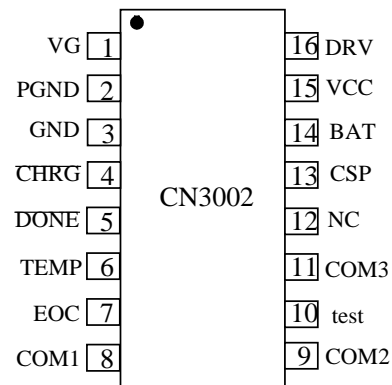 VG 1 16 DRV
PGND 2 15 VCC
GND 3 14 BAT
CHRG 4 13 CSP
CN3002
DONE 5 12 NC
TEMP 6 11 COM3
EOC 7 10 test
COM1 8 9 COM2